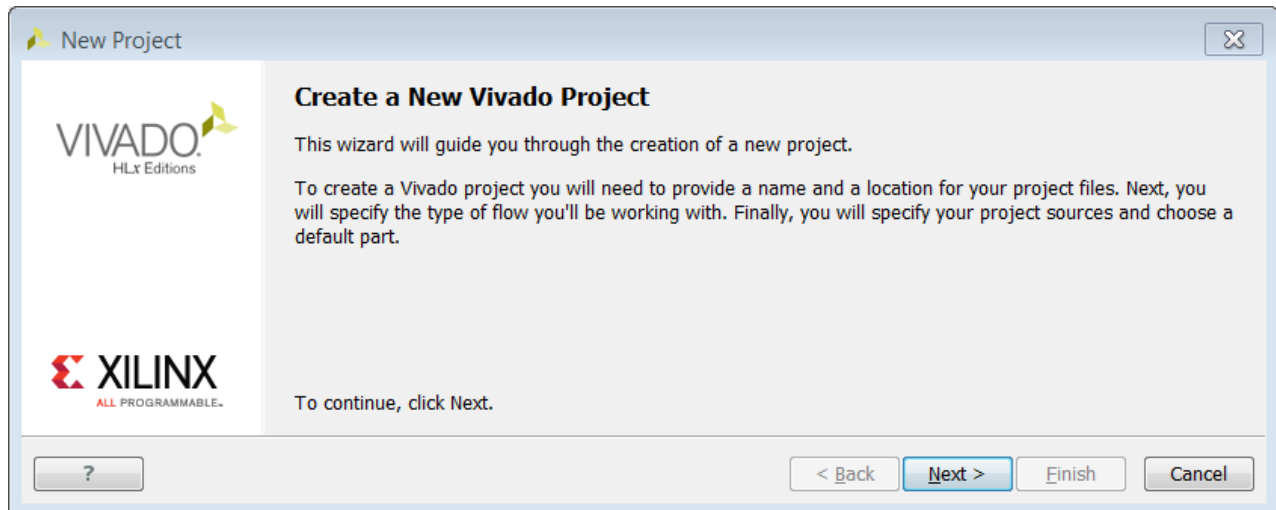 New Project
VIVADO.
HLx Editions
Create a New Vivado Project
This wizard will guide you through the creation of a new project.
To create a Vivado project you will need to provide a name and a location for your project files. Next, you
will specify the type of flow you'll be working with. Finally, you will specify your project sources and choose a
default part.
XILINX
ALL PROGRAMMABLE™
To continue, click Next.
?
< Back
Next >
Finish
Cancel